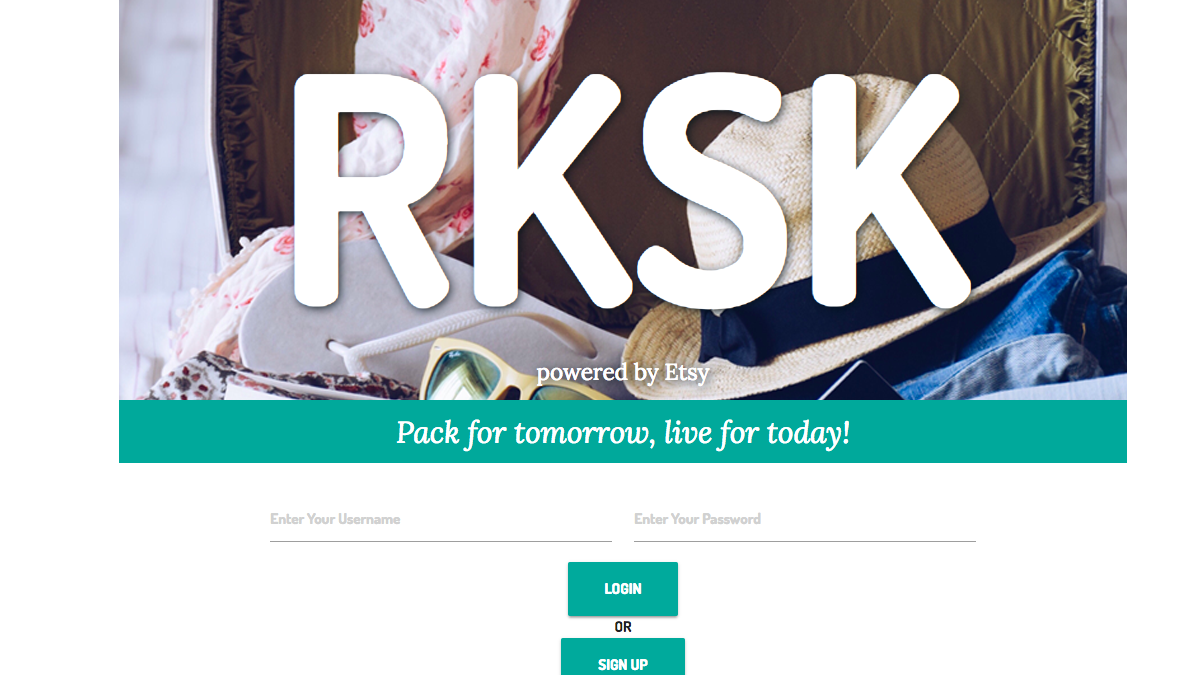 RKSK
powered by Etsy
Pack for tomorrow, live for today!
Enter Your Username
Enter Your Password
LOGIN
OR
SIGN UP